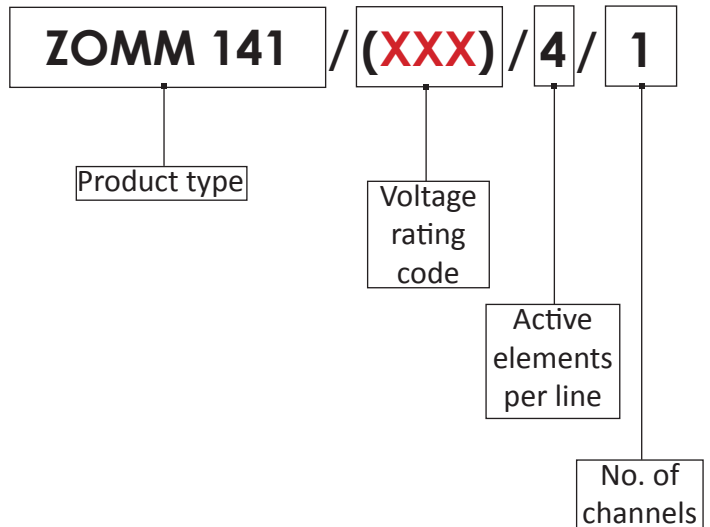 ZOMM 141 / (XXX) / 4 / 1
Product type
Voltage
rating
code
Active
elements
per line
No. of
channels